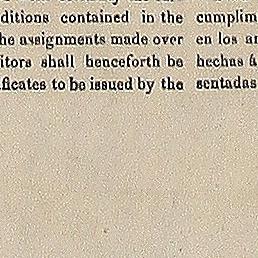 ditions contained in the
he assignments made over
itors shall henceforth be
ficates to be issued by the
cumplim
en los ar
hechas á
sentadas